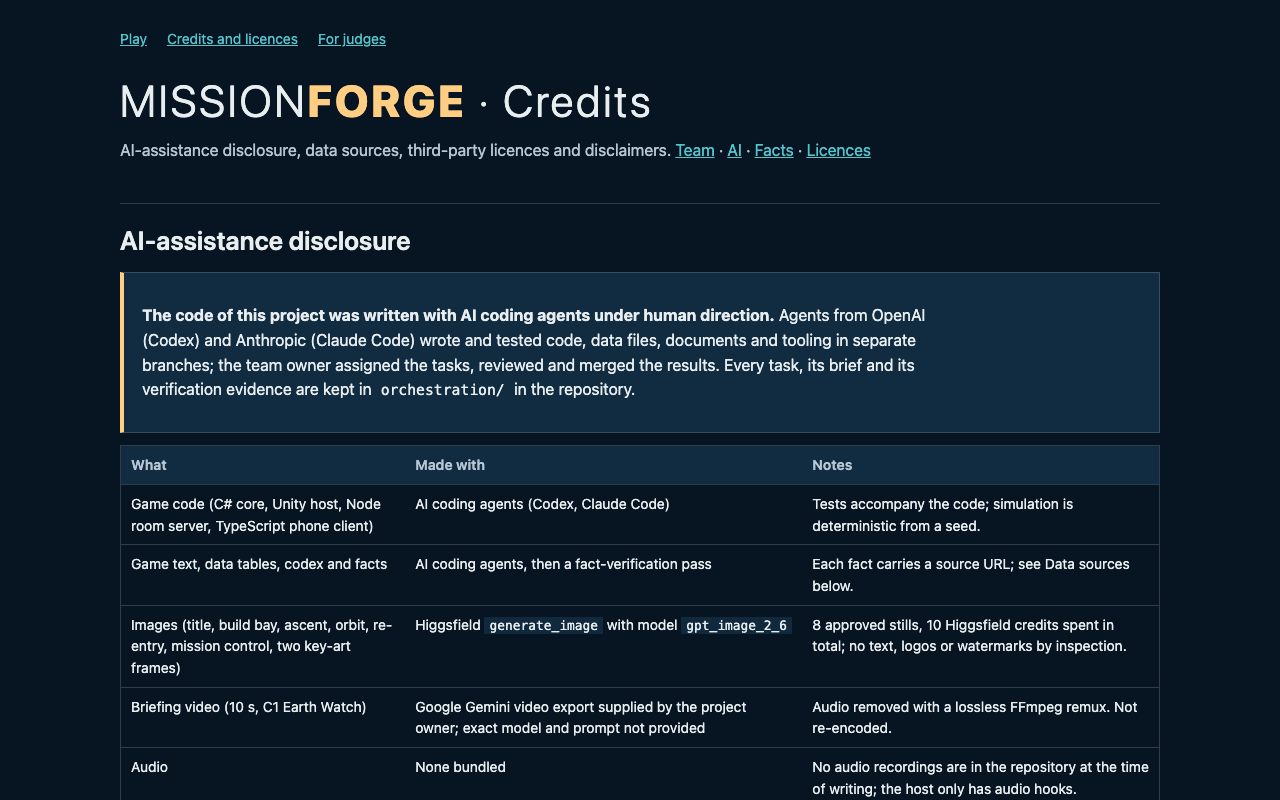 Play Credits and licences For judges
MISSIONFORGE · Credits
AI-assistance disclosure, data sources, third-party licences and disclaimers. Team · AI · Facts · Licences
AI-assistance disclosure
The code of this project was written with AI coding agents under human direction. Agents from OpenAI
(Codex) and Anthropic (Claude Code) wrote and tested code, data files, documents and tooling in separate
branches; the team owner assigned the tasks, reviewed and merged the results. Every task, its brief and its
verification evidence are kept in orchestration/ in the repository.
What Made with Notes
Game code (C# core, Unity host, Node
room server, TypeScript phone client)
AI coding agents (Codex, Claude Code)
Tests accompany the code; simulation is
deterministic from a seed.
Game text, data tables, codex and facts
AI coding agents, then a fact-verification pass
Each fact carries a source URL; see Data sources
below.
Images (title, build bay, ascent, orbit, re-
entry, mission control, two key-art
frames)
Higgsfield generate_image with model gpt_image_2_6
8 approved stills, 10 Higgsfield credits spent in
total; no text, logos or watermarks by inspection.
Briefing video (10 s, C1 Earth Watch)
Google Gemini video export supplied by the project
owner; exact model and prompt not provided
Audio removed with a lossless FFmpeg remux. Not
re-encoded.
Audio
None bundled
No audio recordings are in the repository at the time
of writing; the host only has audio hooks.